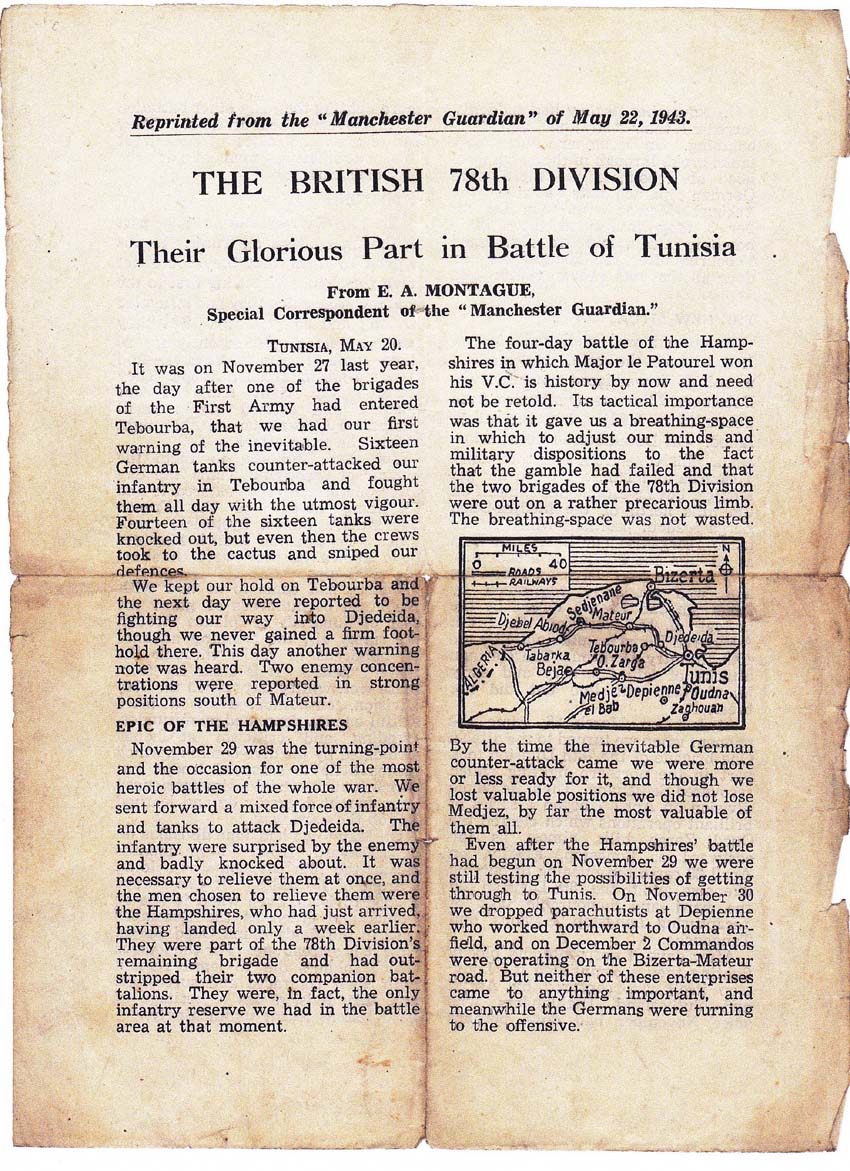 Reprinted from the "Manchester Guardian" of May 22, 1943.
THE BRITISH 78th DIVISION
Their Glorious Part in Battle of Tunisia
From E. A. MONTAGUE,
Special Correspondent of the "Manchester Guardian."
TUNISIA, MAY 20.
It was on November 27 last year,
the day after one of the brigades
of the First Army had entered
Tebourba, that we had our first
warning of the inevitable. Sixteen
German tanks counter-attacked our
infantry in Tebourba and fought
them all day with the utmost vigour.
Fourteen of the sixteen tanks were
knocked out, but even then the crews
took to the cactus and sniped our
defences.
We kept our hold on Tebourba and
the next day were reported to be
fighting our way into Djedeida,
though we never gained a firm foot-
hold there. This day another warning
note was heard. Two enemy concen-
trations were reported in strong
positions south of Mateur.
EPIC OF THE HAMPSHIRES
November 29 was the turning-point
and the occasion for one of the most
heroic battles of the whole war. We
sent forward a mixed force of infantry
and tanks to attack Djedeida. The
infantry were surprised by the enemy
and badly knocked about. It was
necessary to relieve them at once, and
the men chosen to relieve them were
the Hampshires, who had just arrived,
having landed only a week earlier.
They were part of the 78th Division's
remaining brigade and had out-
stripped their two companion bat-
talions. They were, in fact, the only
infantry reserve we had in the battle
area at that moment.
The four-day battle of the Hamp-
shires in which Major le Patourel won
his V.C. is history by now and need
not be retold. Its tactical importance
was that it gave us a breathing-space
in which to adjust our minds and
military dispositions to the fact
that the gamble had failed and that
the two brigades of the 78th Division
were out on a rather precarious limb.
The breathing-space was not wasted.
MILES
0 40
ROADS
RAILWAYS
N
Bizerta
Sedjenane
Mateur
Djebel Abiod
Djedeida
Tebourba
Tabarka
ALGERIA
Beja
O. Zarga
Tunis
Medjez
el Bab
Depienne
Oudna
Zaghouan
By the time the inevitable German
counter-attack came we were more
or less ready for it, and though we
lost valuable positions we did not lose
Medjez, by far the most valuable of
them all.
Even after the Hampshires' battle
had begun on November 29 we were
still testing the possibilities of getting
through to Tunis. On November 30
we dropped parachutists at Depienne
who worked northward to Oudna air-
field, and on December 2 Commandos
were operating on the Bizerta-Mateur
road. But neither of these enterprises
came to anything important, and
meanwhile the Germans were turning
to the offensive.